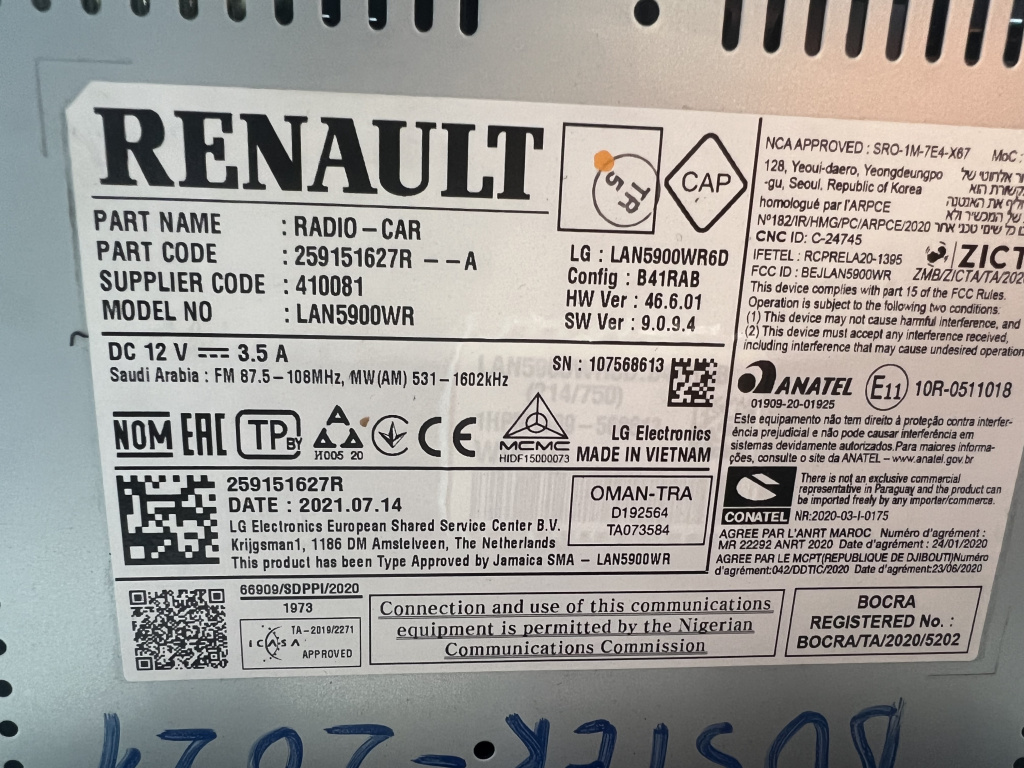 RENAULT
TR
5
CAP
PART NAME : RADIO-CAR
PART CODE : 259151627R --A
SUPPLIER CODE : 410081
MODEL NO : LAN5900WR
LG : LAN5900WR6D
Config : B41RAB
HW Ver : 46.6.01
SW Ver : 9.0.9.4
DC 12 V 3.5 A
Saudi Arabia : FM 87.5-108MHz, MW(AM) 531-1602kHz
SN : 107568613
NOM EAC TP BY
И005 20
CE
MCMC
HIDF15000073
LG Electronics
MADE IN VIETNAM
259151627R
DATE : 2021.07.14
LG Electronics European Shared Service Center B.V.
Krijgsman1, 1186 DM Amstelveen, The Netherlands
This product has been Type Approved by Jamaica SMA - LAN5900WR
OMAN-TRA
D192564
TA073584
66909/SDPPI/2020
1973
ICASA TA-2019/2271
APPROVED
Connection and use of this communications
equipment is permitted by the Nigerian
Communications Commission
NCA APPROVED : SRO-1M-7E4-X67 MoC :
128, Yeoui-daero, Yeongdeungpo
-gu, Seoul, Republic of Korea
homologué par l'ARPCE
N°182/IR/HMG/PC/ARPCE/2020
CNC ID: C-24745
IFETEL : RCPRELA20-1395
FCC ID : BEJLAN5900WR
ZICT
ZMB/ZICTA/TA/202
This device complies with part 15 of the FCC Rules.
Operation is subject to the following two conditions:
(1) This device may not cause harmful interference, and
(2) This device must accept any interference received,
including interference that may cause undesired operation
ANATEL
01909-20-01925
E11 10R-0511018
Este equipamento não tem direito à proteção contra interfer-
ência prejudicial e não pode causar interferência em
sistemas devidamente autorizados.Para maiores informa-
ções, consulte o site da ANATEL - www.anatel.gov.br
CONATEL
There is not an exclusive commercial
representative in Paraguay and the product can
be imported freely by any importer/commerce.
NR:2020-03-I-0175
AGREE PAR L'ANRT MAROC Numéro d'agrément :
MR 22292 ANRT 2020 Date d'agrément : 24/01/2020
AGREE PAR LE MCPT(REPUBLIQUE DE DJIBOUTI)Numéro
d'agrément:042/DDTIC/2020 Date d'agrément:23/06/2020
BOCRA
REGISTERED No. :
BOCRA/TA/2020/5202